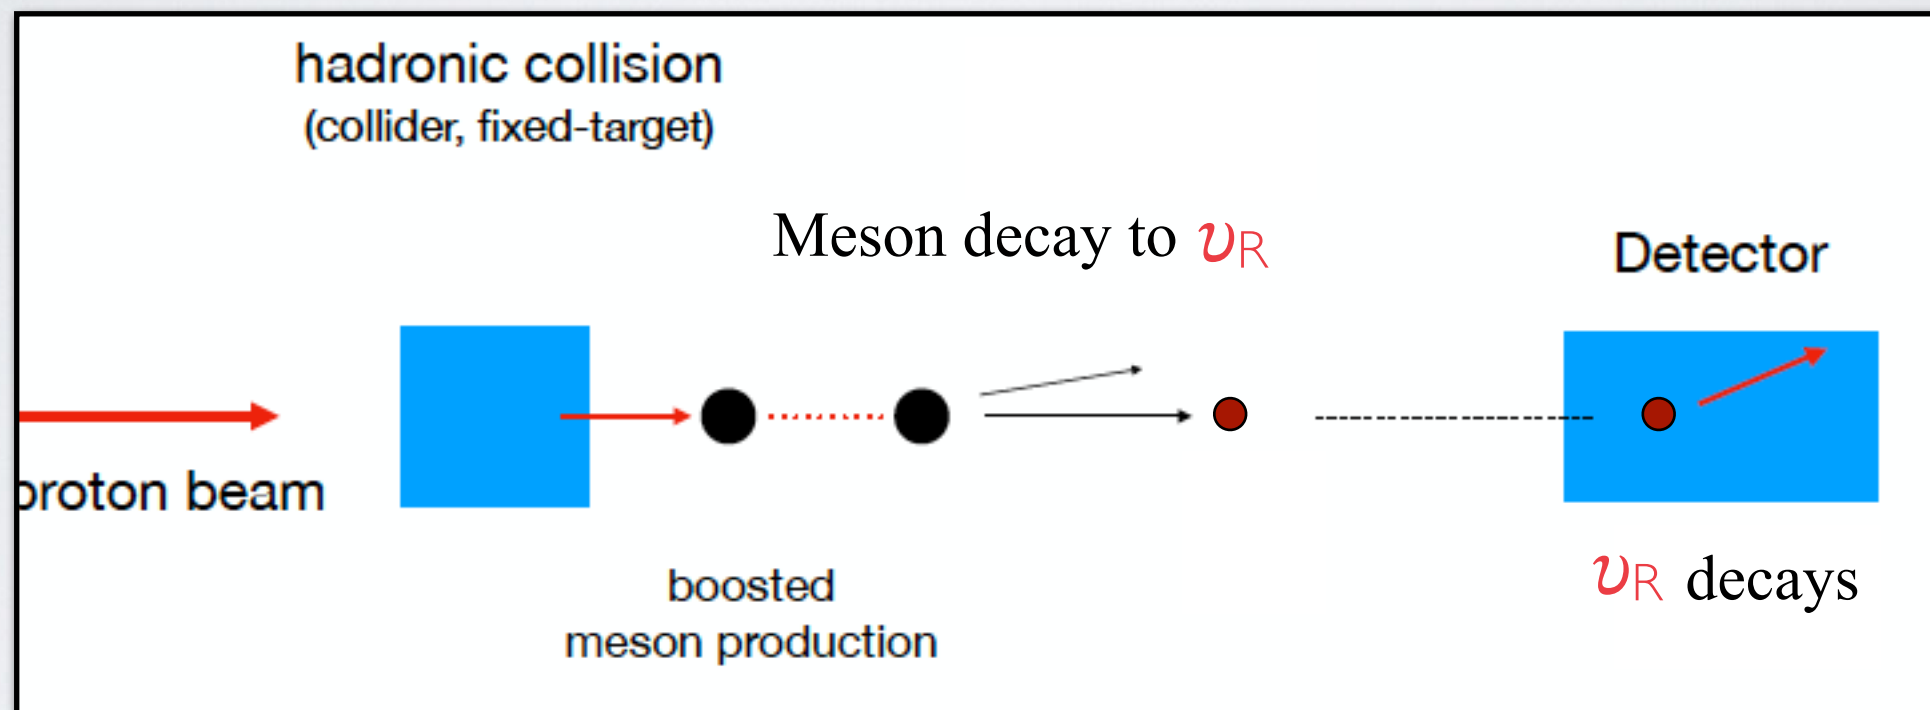 hadronic collision
(collider, fixed-target)
Meson decay to υR
Detector
proton beam
boosted
meson production
υR decays